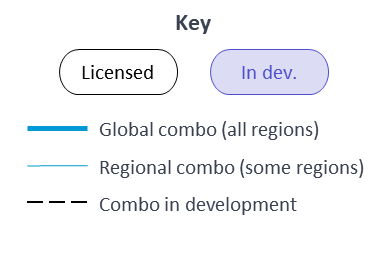 Key
Licensed
In dev.
Global combo (all regions)
Regional combo (some regions)
Combo in development